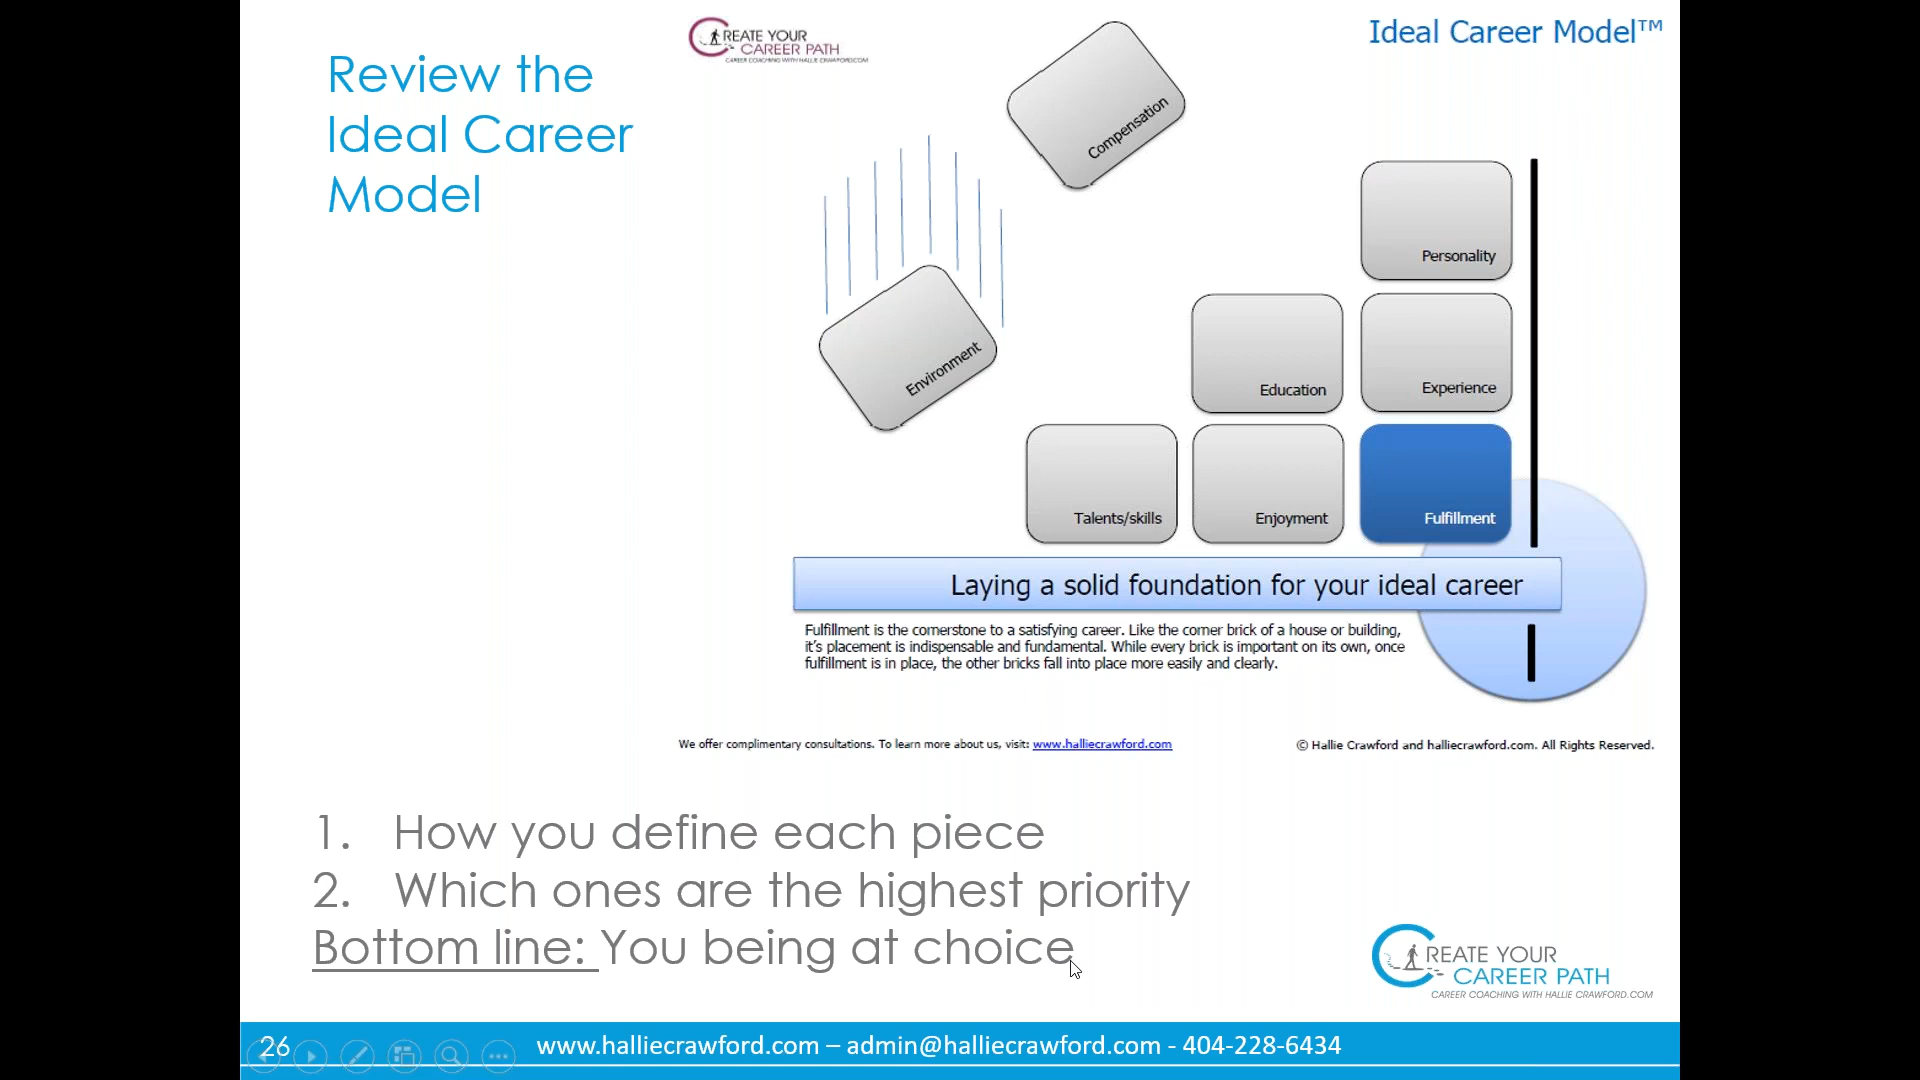 Review the
Ideal Career
Model
REATE YOUR
CAREER PATH
CAREER COACHING WITH HALLIE CRAWFORD.COM
Ideal Career Model™
Compensation
Personality
Environment
Education
Experience
Talents/skills
Enjoyment
Fulfillment
Laying a solid foundation for your ideal career
Fulfillment is the cornerstone to a satisfying career. Like the corner brick of a house or building,
it's placement is indispensable and fundamental. While every brick is important on its own, once
fulfillment is in place, the other bricks fall into place more easily and clearly.
We offer complimentary consultations. To learn more about us, visit: www.halliecrawford.com
© Hallie Crawford and halliecrawford.com. All Rights Reserved.
1. How you define each piece
2. Which ones are the highest priority
Bottom line: You being at choice
CREATE YOUR
CAREER PATH
CAREER COACHING WITH HALLIE CRAWFORD.COM
26
www.halliecrawford.com – admin@halliecrawford.com - 404-228-6434